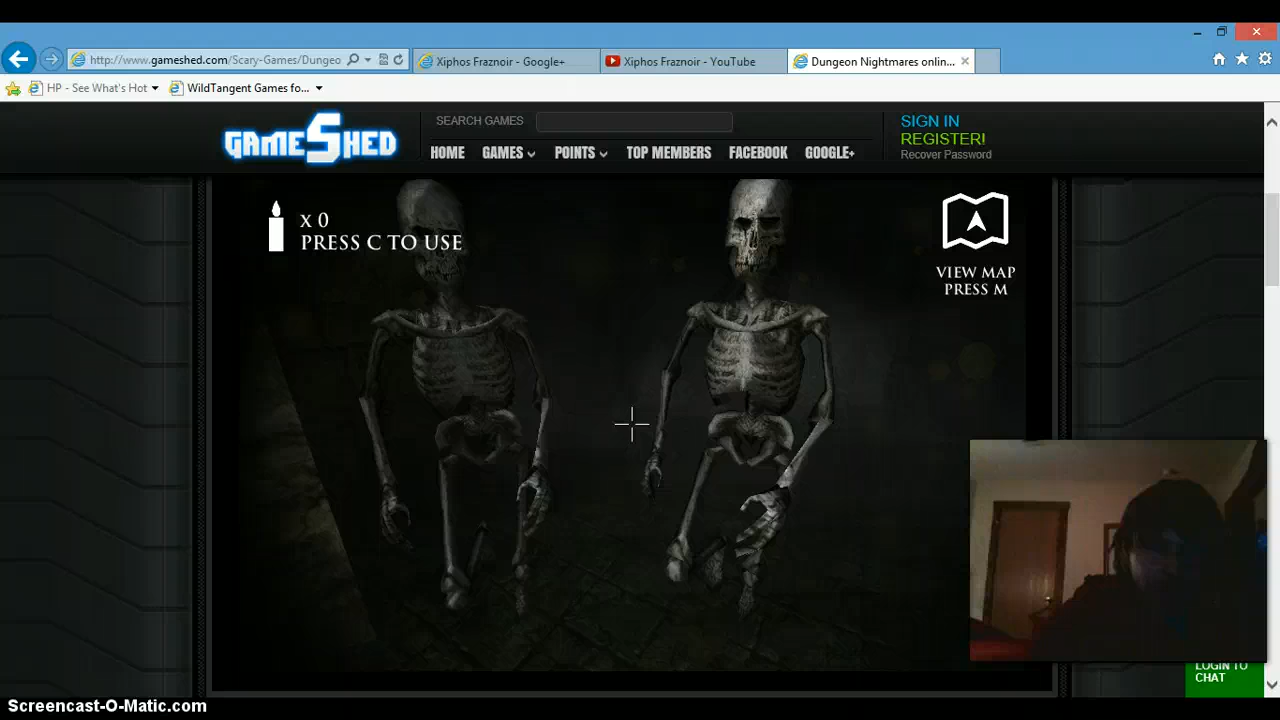 http://www.gameshed.com/Scary-Games/Dungeo
Xiphos Fraznoir - Google+
Xiphos Fraznoir - YouTube
Dungeon Nightmares onlin...
HP - See What's Hot
WildTangent Games fo...
GAMESHED
SEARCH GAMES
SIGN IN
REGISTER!
Recover Password
HOME
GAMES
POINTS
TOP MEMBERS
FACEBOOK
GOOGLE+
x 0
PRESS C TO USE
VIEW MAP
PRESS M
LOGIN TO
CHAT
Screencast-O-Matic.com